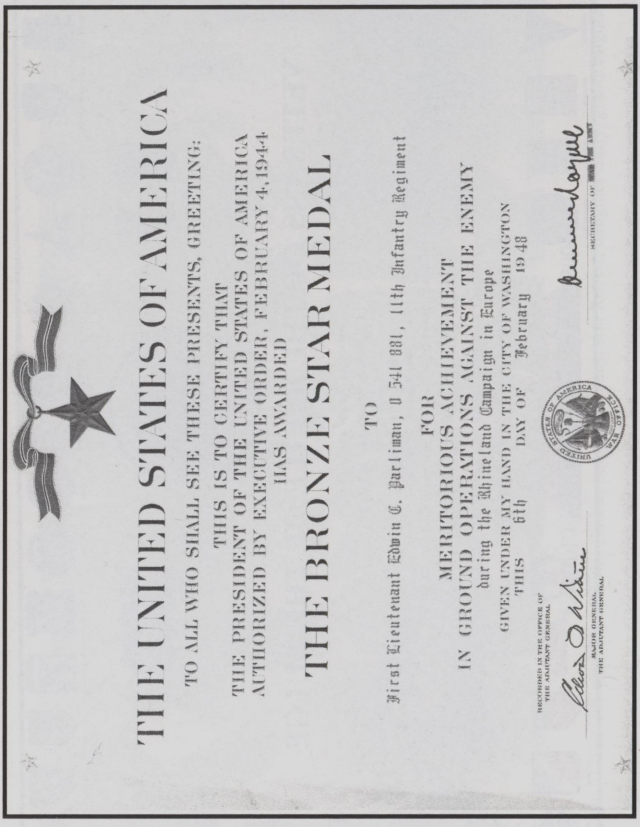 THE UNITED STATES OF AMERICA
TO ALL WHO SHALL SEE THESE PRESENTS, GREETING:
THIS IS TO CERTIFY THAT
THE PRESIDENT OF THE UNITED STATES OF AMERICA
AUTHORIZED BY EXECUTIVE ORDER, FEBRUARY 4, 1944
HAS AWARDED
THE BRONZE STAR MEDAL
TO
First Lieutenant Edwin C. Parliman, O 541 881, 11th Infantry Regiment
FOR
MERITORIOUS ACHIEVEMENT
IN GROUND OPERATIONS AGAINST THE ENEMY
during the Rhineland Campaign in Europe
GIVEN UNDER MY HAND IN THE CITY OF WASHINGTON
THIS 6th DAY OF February 1948
RECORDED IN THE OFFICE OF
THE ADJUTANT GENERAL
MAJOR GENERAL
THE ADJUTANT GENERAL
UNITED STATES OF AMERICA
WAR OFFICE
SECRETARY OF THE ARMY